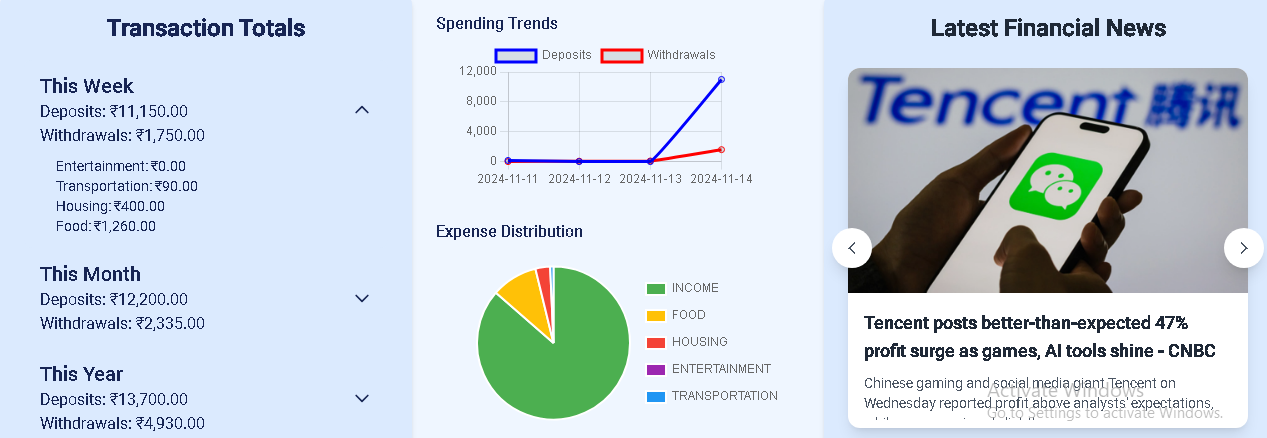 Transaction Totals
This Week
Deposits: ₹11,150.00
Withdrawals: ₹1,750.00
Entertainment: ₹0.00
Transportation: ₹90.00
Housing: ₹400.00
Food: ₹1,260.00
This Month
Deposits: ₹12,200.00
Withdrawals: ₹2,335.00
This Year
Deposits: ₹13,700.00
Withdrawals: ₹4,930.00
Spending Trends
Deposits Withdrawals
12,000
8,000
4,000
0
2024-11-11 2024-11-12 2024-11-13 2024-11-14
Expense Distribution
INCOME
FOOD
HOUSING
ENTERTAINMENT
TRANSPORTATION
Latest Financial News
Tencent 腾讯
Tencent posts better-than-expected 47%
profit surge as games, AI tools shine - CNBC
Chinese gaming and social media giant Tencent on
Wednesday reported profit above analysts' expectations,
Activate Windows
Go to Settings to activate Windows.